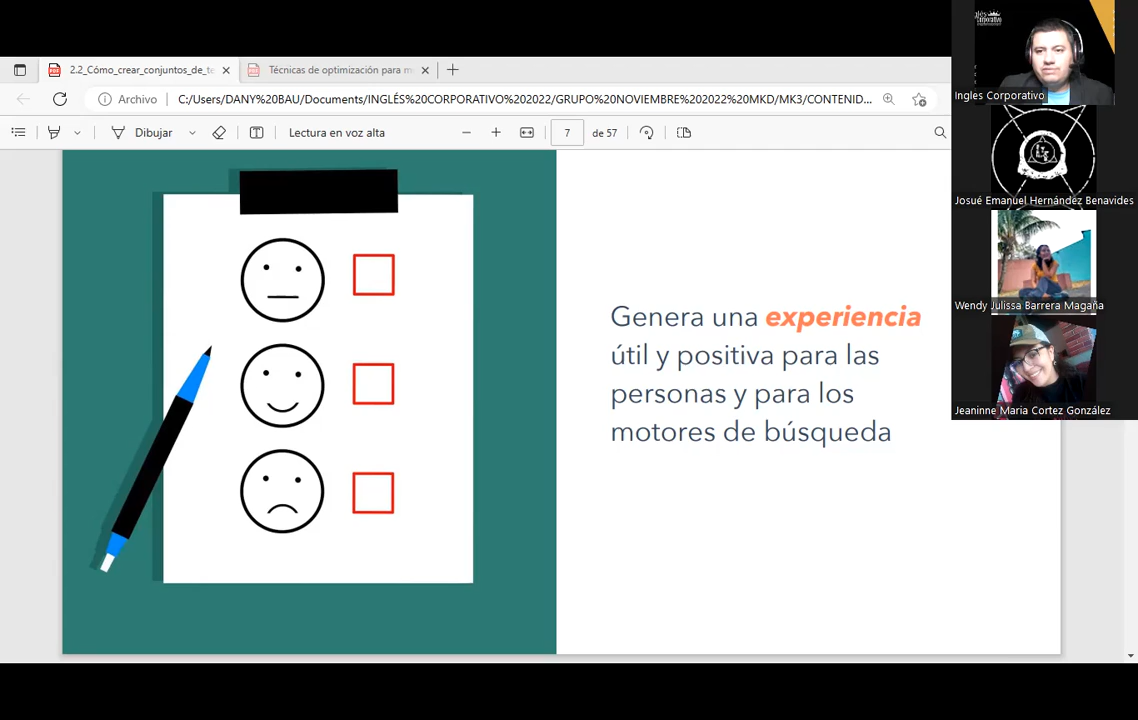 2.2_Cómo_crear_conjuntos_de_te
Técnicas de optimización para m
Archivo
C:/Users/DANY%20BAU/Documents/INGLÉS%20CORPORATIVO%202022/GRUPO%20NOVIEMBRE%202022%20MKD/MK3/CONTENID...
Dibujar
Lectura en voz alta
7
de 57
Genera una experiencia
útil y positiva para las
personas y para los
motores de búsqueda
Ingles Corporativo
Josué Emanuel Hernández Benavides
Wendy Julissa Barrera Magaña
Jeaninne Maria Cortez González